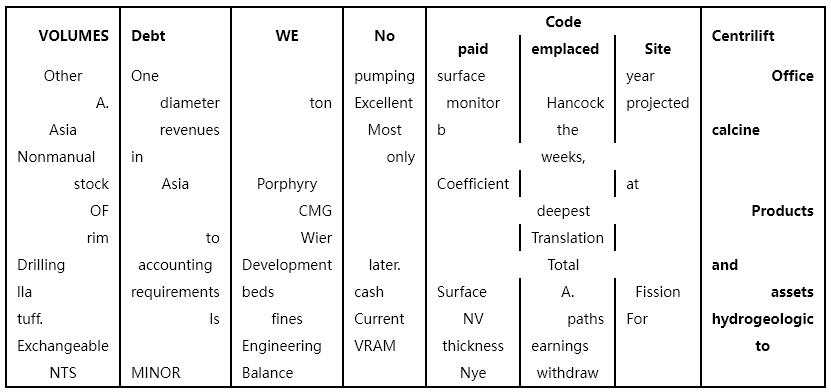 VOLUMES Debt WE No Code Centrilift
paid emplaced Site
Other One pumping surface year Office
A. diameter ton Excellent monitor Hancock projected
Asia revenues Most b the calcine
Nonmanual in only weeks,
stock Asia Porphyry Coefficient at
OF CMG deepest Products
rim to Wier Translation
Drilling accounting Development later. Total and
lla requirements beds cash Surface A. Fission assets
tuff. Is fines Current NV paths For hydrogeologic
Exchangeable Engineering VRAM thickness earnings to
NTS MINOR Balance Nye withdraw